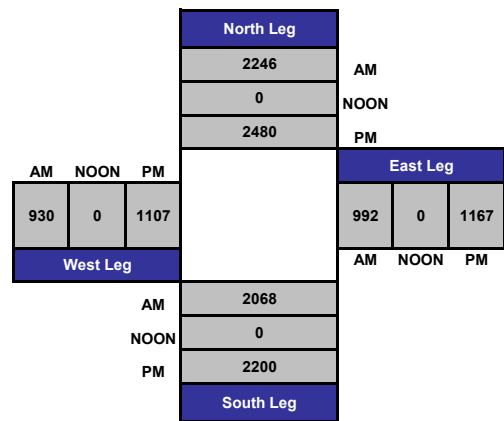 North Leg
2246 AM
0 NOON
2480 PM
AM NOON PM
East Leg
930 0 1107
992 0 1167
West Leg
AM NOON PM
AM 2068
NOON 0
PM 2200
South Leg